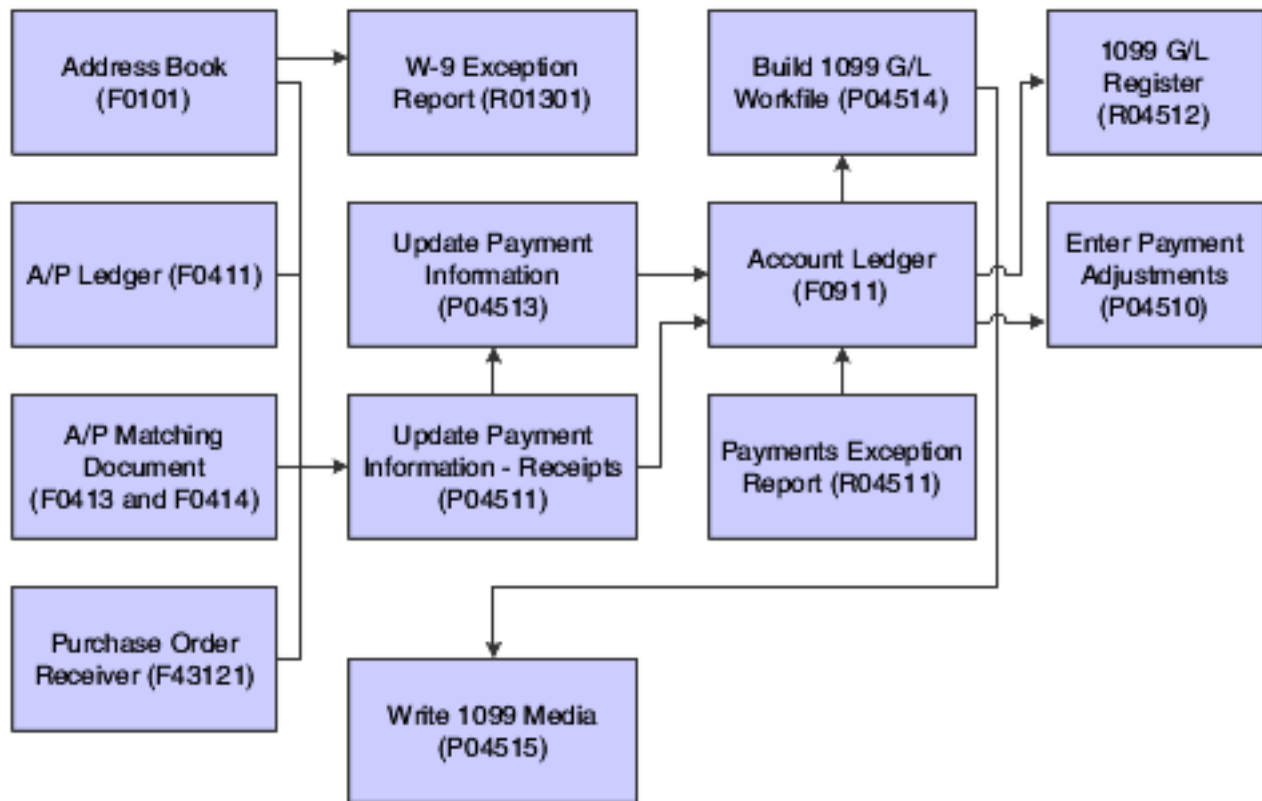 Address Book
(F0101)
W-9 Exception
Report (R01301)
Build 1099 G/L
Workfile (P04514)
1099 G/L
Register
(R04512)
A/P Ledger (F0411)
Update Payment
Information
(P04513)
Account Ledger
(F0911)
Enter Payment
Adjustments
(P04510)
A/P Matching
Document
(F0413 and F0414)
Update Payment
Information - Receipts
(P04511)
Payments Exception
Report (R04511)
Purchase Order
Receiver (F43121)
Write 1099 Media
(P04515)